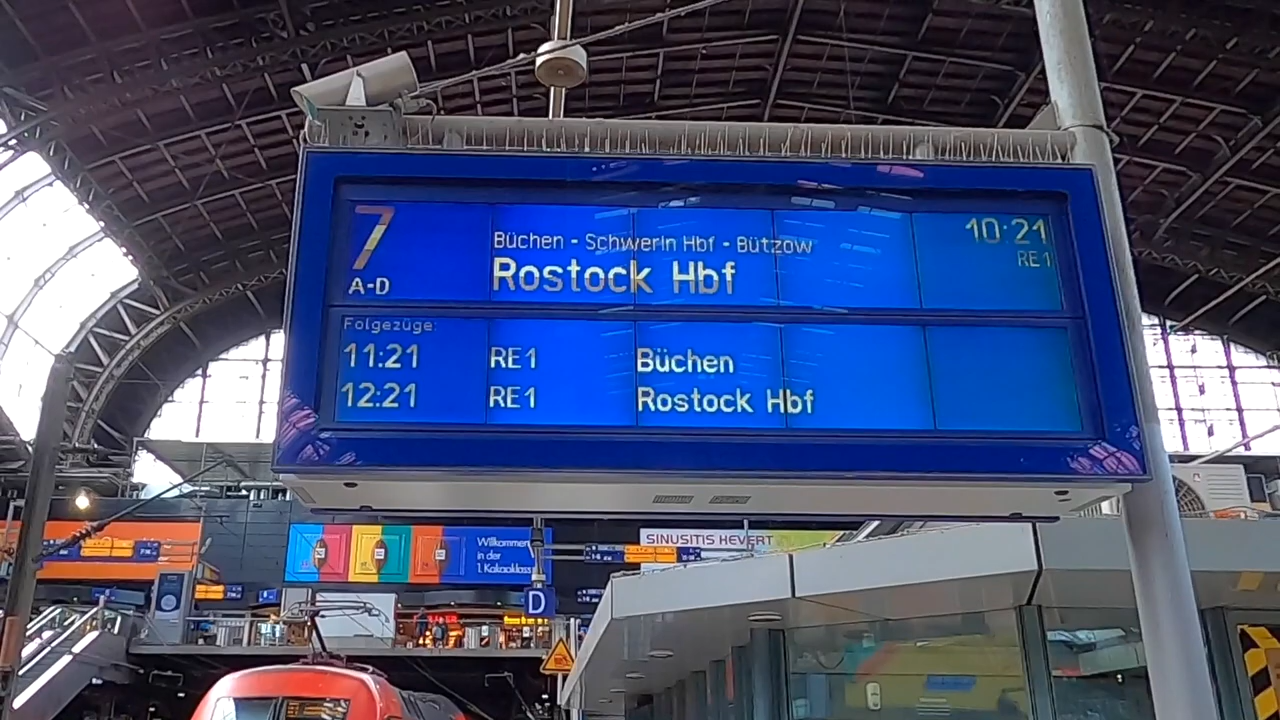 7
A-D
Büchen - Schwerin Hbf - Bützow
Rostock Hbf
10:21
RE1
Folgezüge:
11:21 RE1 Büchen
12:21 RE1 Rostock Hbf
Willkommen
in der
1. Kakaoklasse
SINUSITIS HEVERT
D